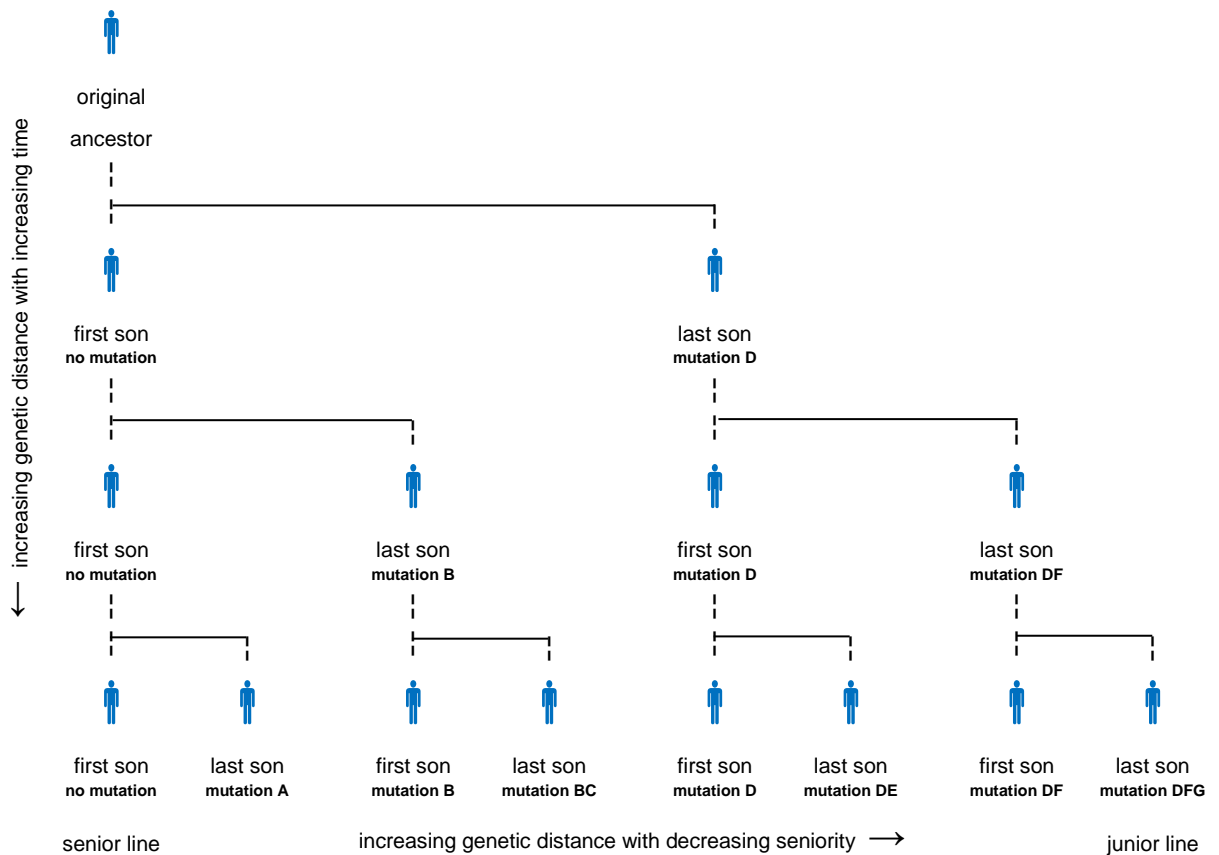 original
ancestor
← increasing genetic distance with increasing time
first son
no mutation
last son
mutation D
first son
no mutation
last son
mutation B
first son
mutation D
last son
mutation DF
first son
no mutation
last son
mutation A
first son
mutation B
last son
mutation BC
first son
mutation D
last son
mutation DE
first son
mutation DF
last son
mutation DFG
senior line
increasing genetic distance with decreasing seniority →
junior line